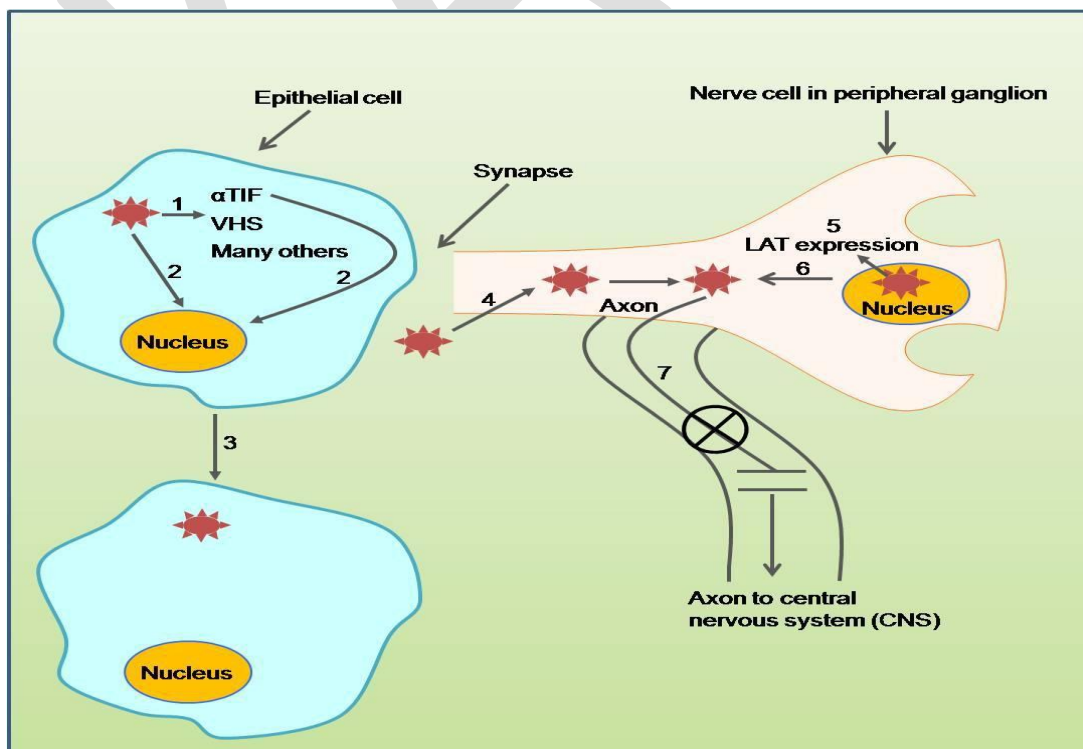 Epithelial cell
Nerve cell in peripheral ganglion
Synapse
1
αTIF
VHS
Many others
2
2
Nucleus
3
Nucleus
4
Axon
5
LAT expression
6
Nucleus
7
Axon to central
nervous system (CNS)